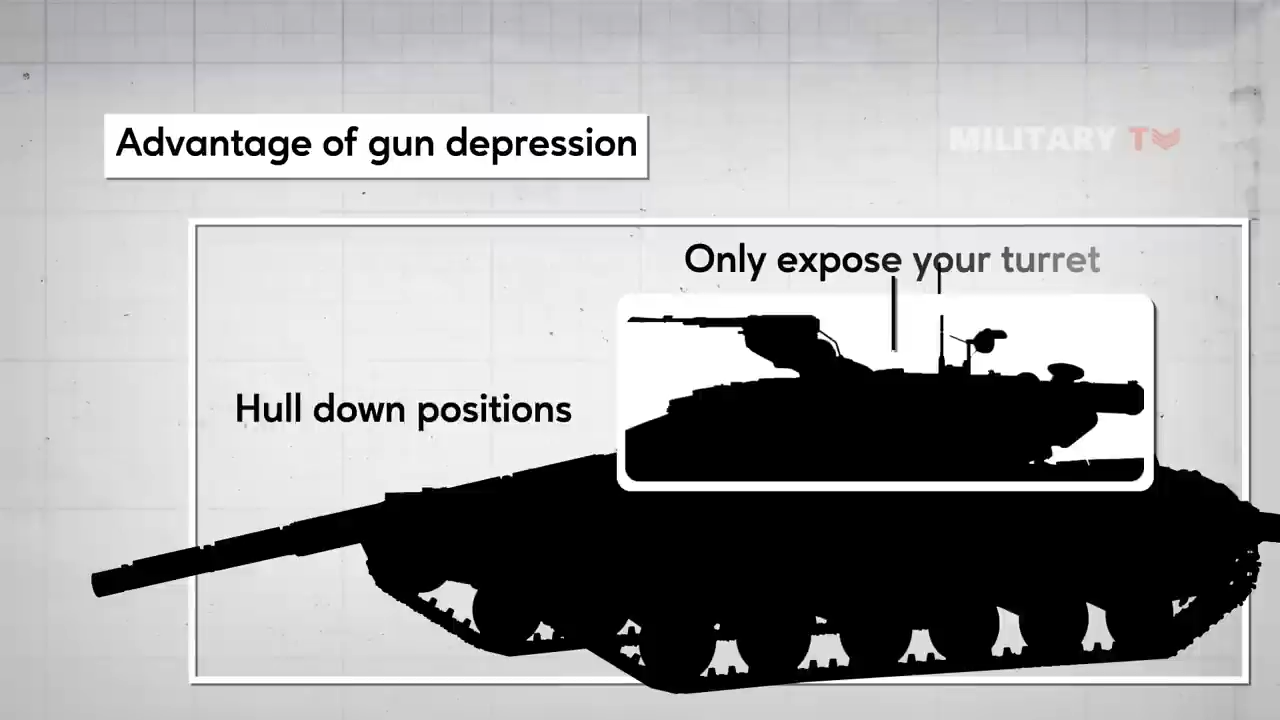 Advantage of gun depression
MILITARY TV
Only expose your turret
Hull down positions